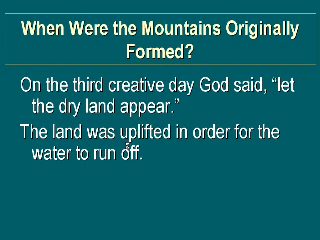 When Were the Mountains Originally
Formed?
On the third creative day God said, “let
the dry land appear.”
The land was uplifted in order for the
water to run off.